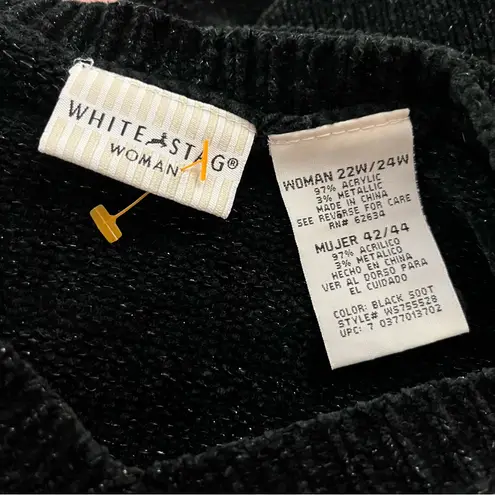 WHITE STAG®
WOMAN
WOMAN 22W/24W
97% ACRYLIC
3% METALLIC
MADE IN CHINA
SEE REVERSE FOR CARE
RN# 62634
MUJER 42/44
97% ACRILICO
3% METALICO
HECHO EN CHINA
VER AL DORSO PARA
EL CUIDADO
COLOR: BLACK SOOT
STYLE# WS755528
UPC: 7 0377013702